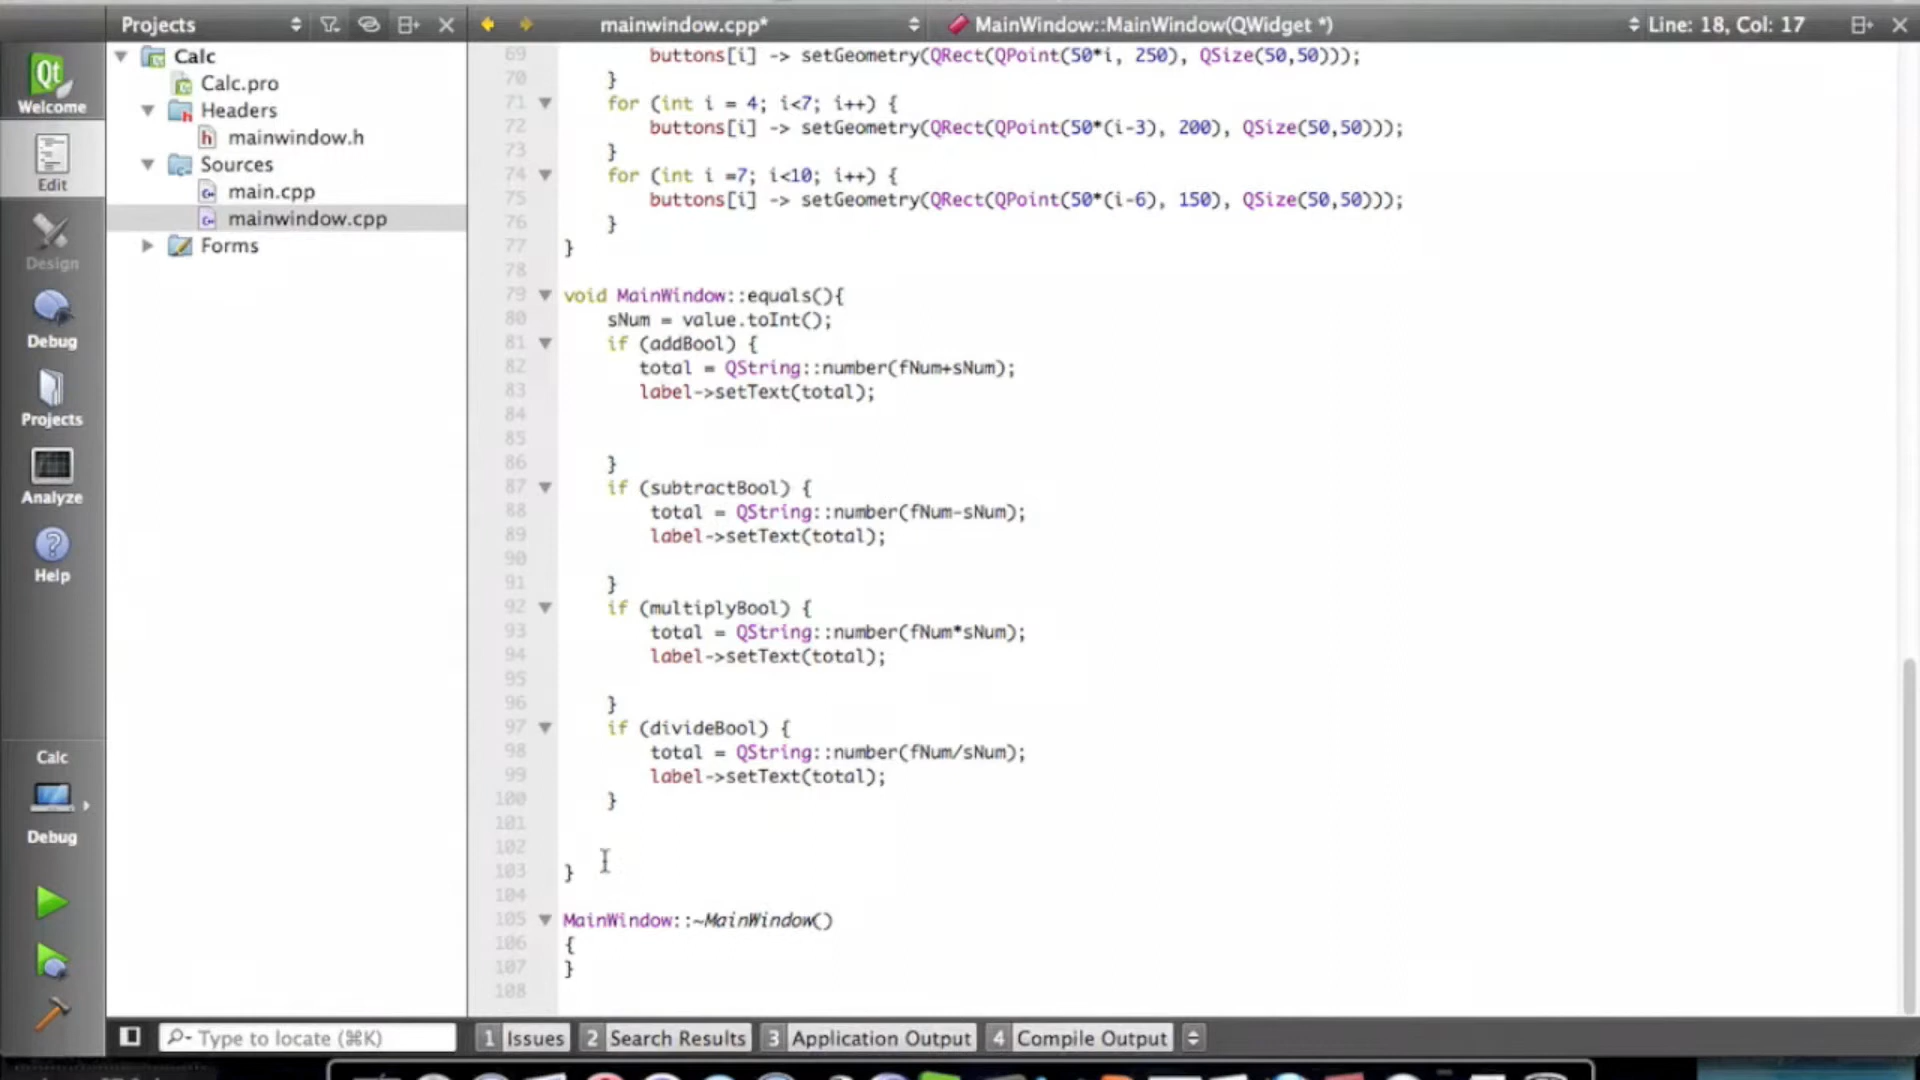 Projects
mainwindow.cpp*
MainWindow::MainWindow(QWidget *)
Line: 18, Col: 17
Welcome
Edit
Design
Debug
Projects
Analyze
Help
Calc
Debug
Calc
Calc.pro
Headers
mainwindow.h
Sources
main.cpp
mainwindow.cpp
Forms
69 buttons[i] -> setGeometry(QRect(QPoint(50*i, 250), QSize(50,50)));
70 }
71 for (int i = 4; i<7; i++) {
72 buttons[i] -> setGeometry(QRect(QPoint(50*(i-3), 200), QSize(50,50)));
73 }
74 for (int i =7; i<10; i++) {
75 buttons[i] -> setGeometry(QRect(QPoint(50*(i-6), 150), QSize(50,50)));
76 }
77 }
78
79 void MainWindow::equals(){
80 sNum = value.toInt();
81 if (addBool) {
82 total = QString::number(fNum+sNum);
83 label->setText(total);
84
85
86 }
87 if (subtractBool) {
88 total = QString::number(fNum-sNum);
89 label->setText(total);
90
91 }
92 if (multiplyBool) {
93 total = QString::number(fNum*sNum);
94 label->setText(total);
95
96 }
97 if (divideBool) {
98 total = QString::number(fNum/sNum);
99 label->setText(total);
100 }
101
102
103 }
104
105 MainWindow::~MainWindow()
106 {
107 }
108
Type to locate (⌘K)
1 Issues
2 Search Results
3 Application Output
4 Compile Output